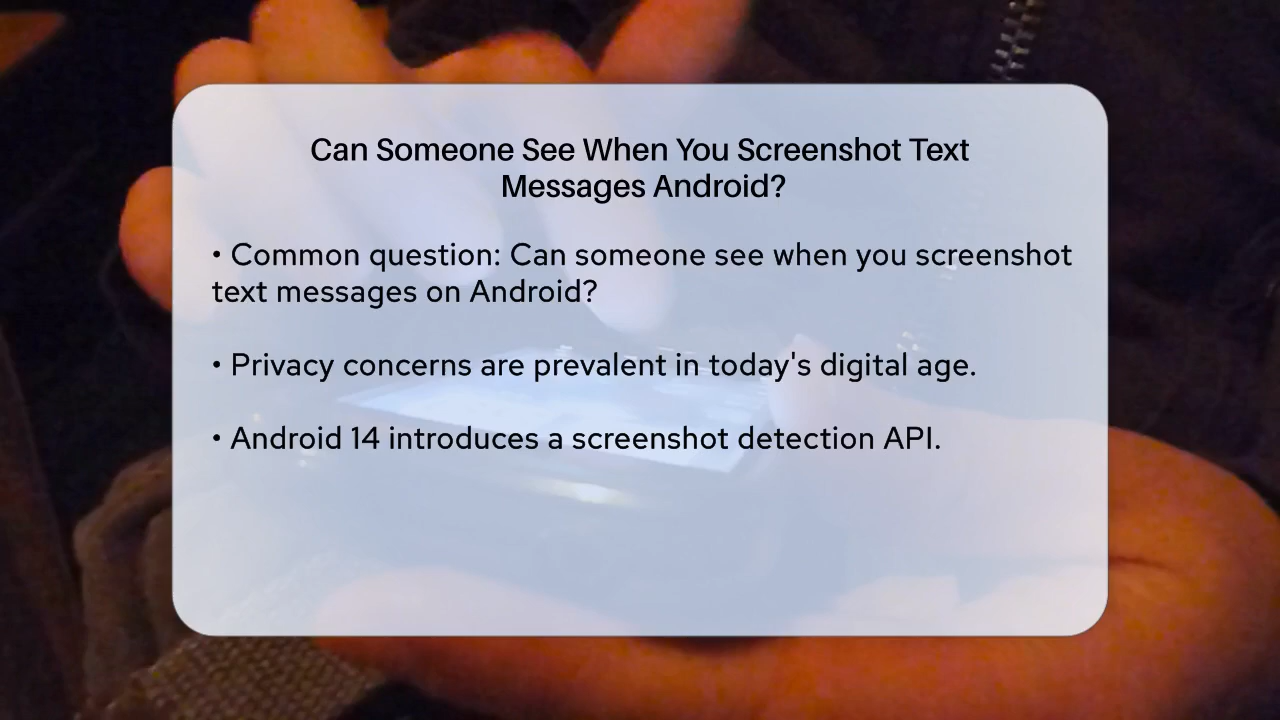 Can Someone See When You Screenshot Text
Messages Android?
• Common question: Can someone see when you screenshot
text messages on Android?
• Privacy concerns are prevalent in today's digital age.
• Android 14 introduces a screenshot detection API.